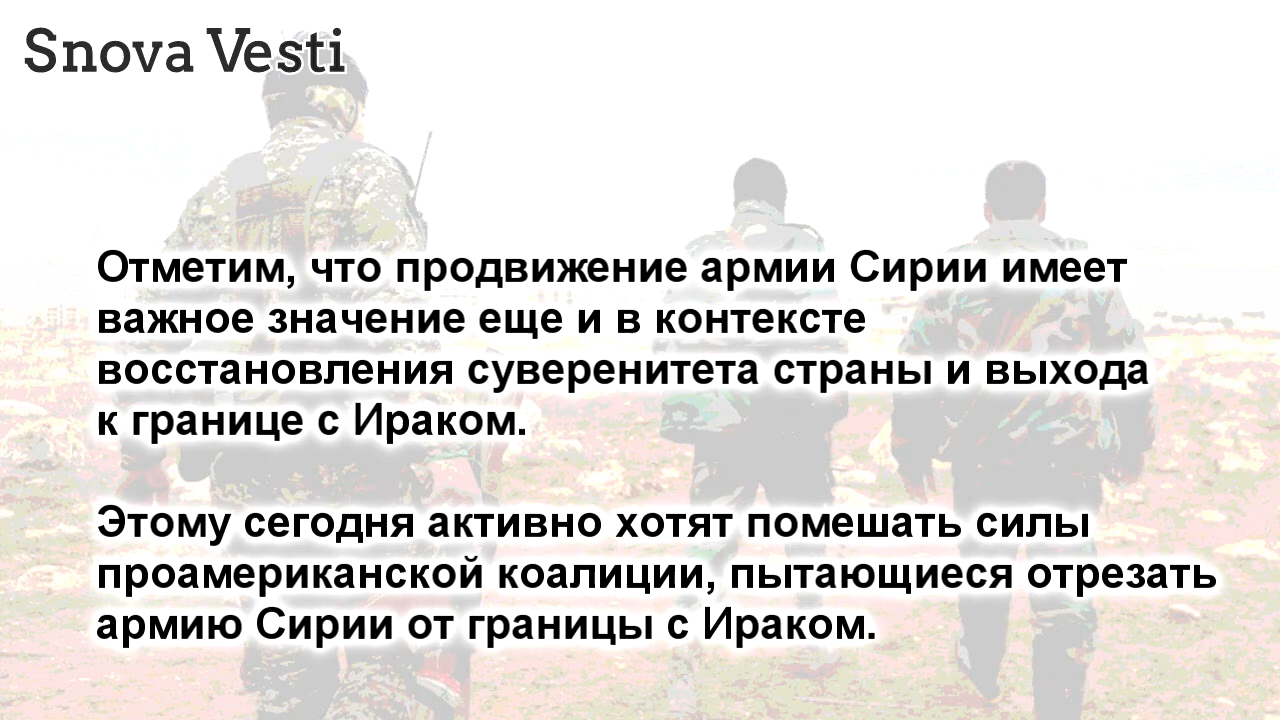 Snova Vesti
Отметим, что продвижение армии Сирии имеет
важное значение еще и в контексте
восстановления суверенитета страны и выхода
к границе с Ираком.
Этому сегодня активно хотят помешать силы
проамериканской коалиции, пытающиеся отрезать
армию Сирии от границы с Ираком.